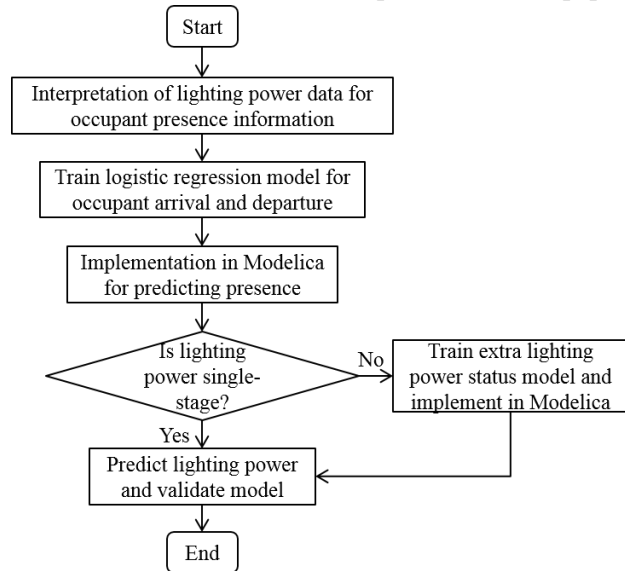 Start
Interpretation of lighting power data for
occupant presence information
Train logistic regression model for
occupant arrival and departure
Implementation in Modelica
for predicting presence
Is lighting
power single-
stage?
No
Train extra lighting
power status model and
implement in Modelica
Yes
Predict lighting power
and validate model
End